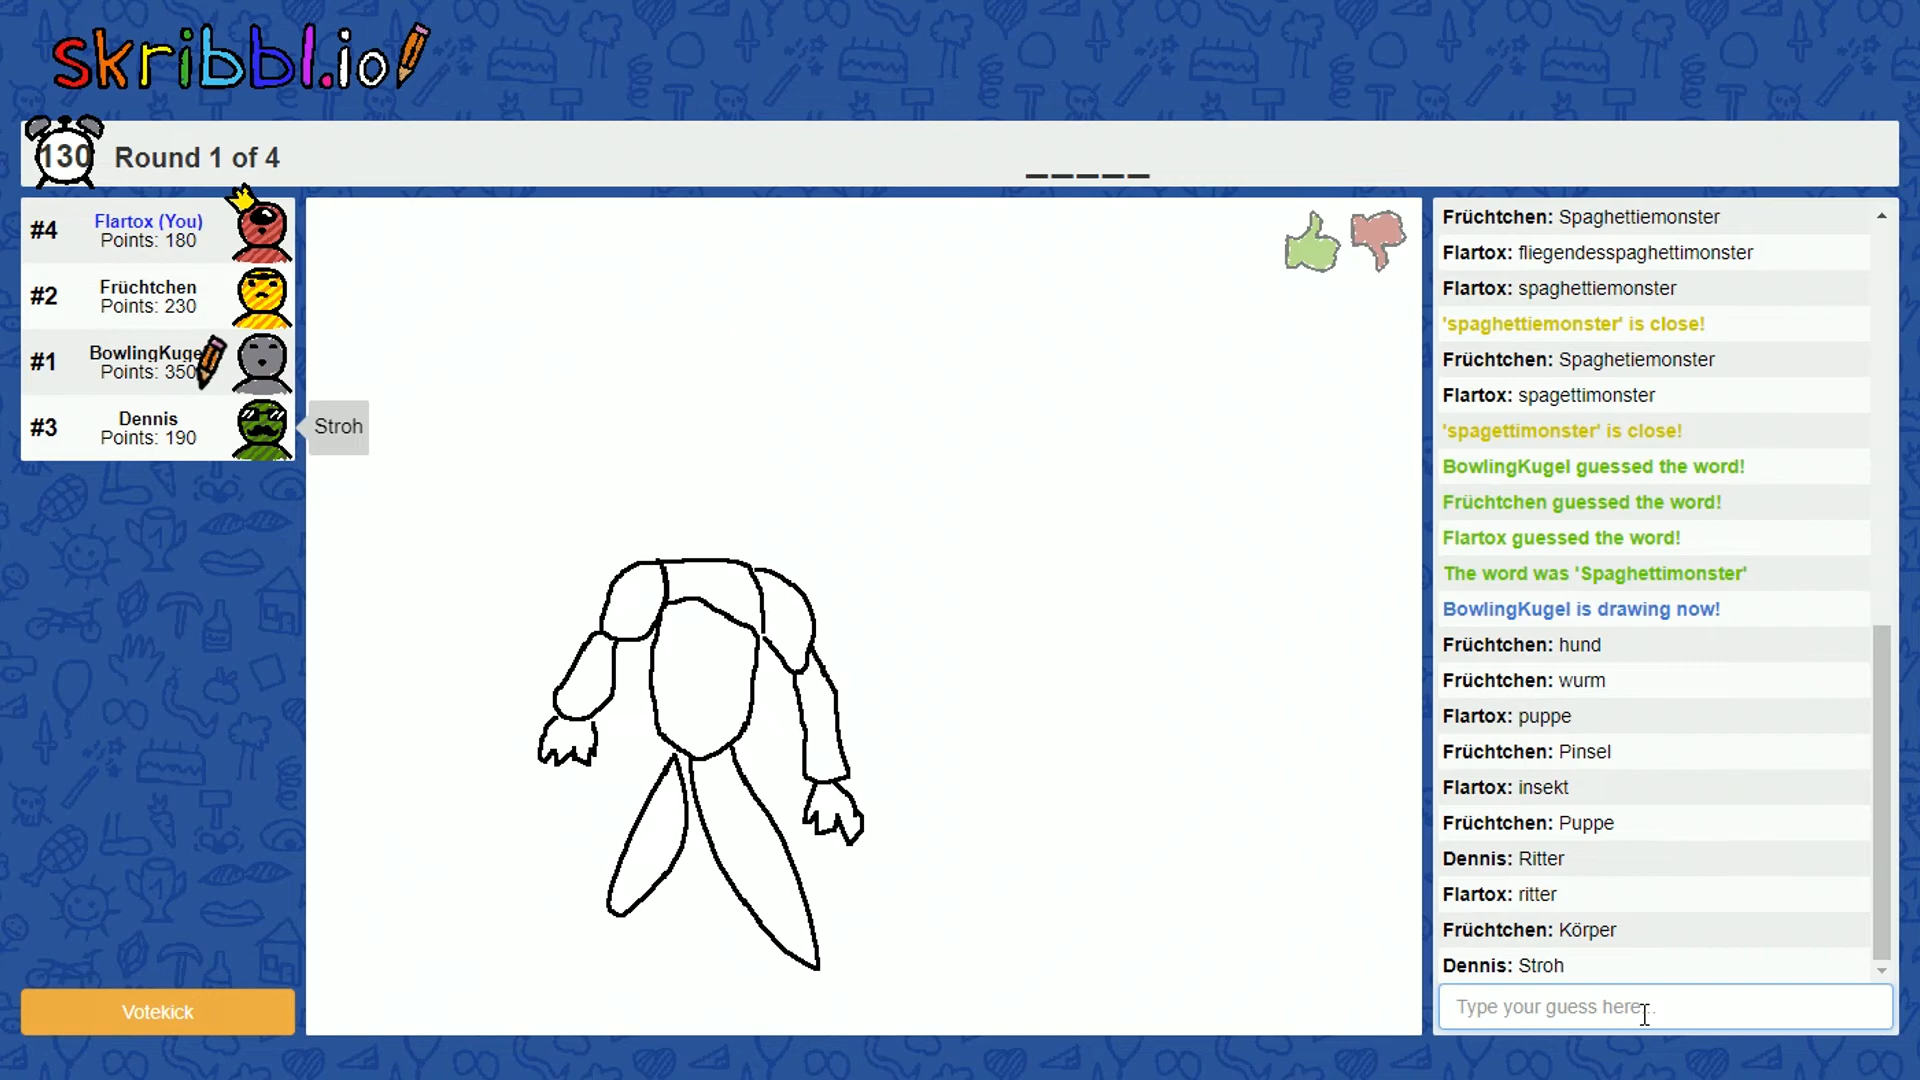 skribbl.io
130
Round 1 of 4
_____
#4
Flartox (You)
Points: 180
#2
Früchtchen
Points: 230
#1
BowlingKuge
Points: 350
#3
Dennis
Points: 190
Stroh
Votekick
Früchtchen: Spaghettiemonster
Flartox: fliegendesspaghettimonster
Flartox: spaghettiemonster
'spaghettiemonster' is close!
Früchtchen: Spaghetiemonster
Flartox: spagettimonster
'spagettimonster' is close!
BowlingKugel guessed the word!
Früchtchen guessed the word!
Flartox guessed the word!
The word was 'Spaghettimonster'
BowlingKugel is drawing now!
Früchtchen: hund
Früchtchen: wurm
Flartox: puppe
Früchtchen: Pinsel
Flartox: insekt
Früchtchen: Puppe
Dennis: Ritter
Flartox: ritter
Früchtchen: Körper
Dennis: Stroh
Type your guess here...